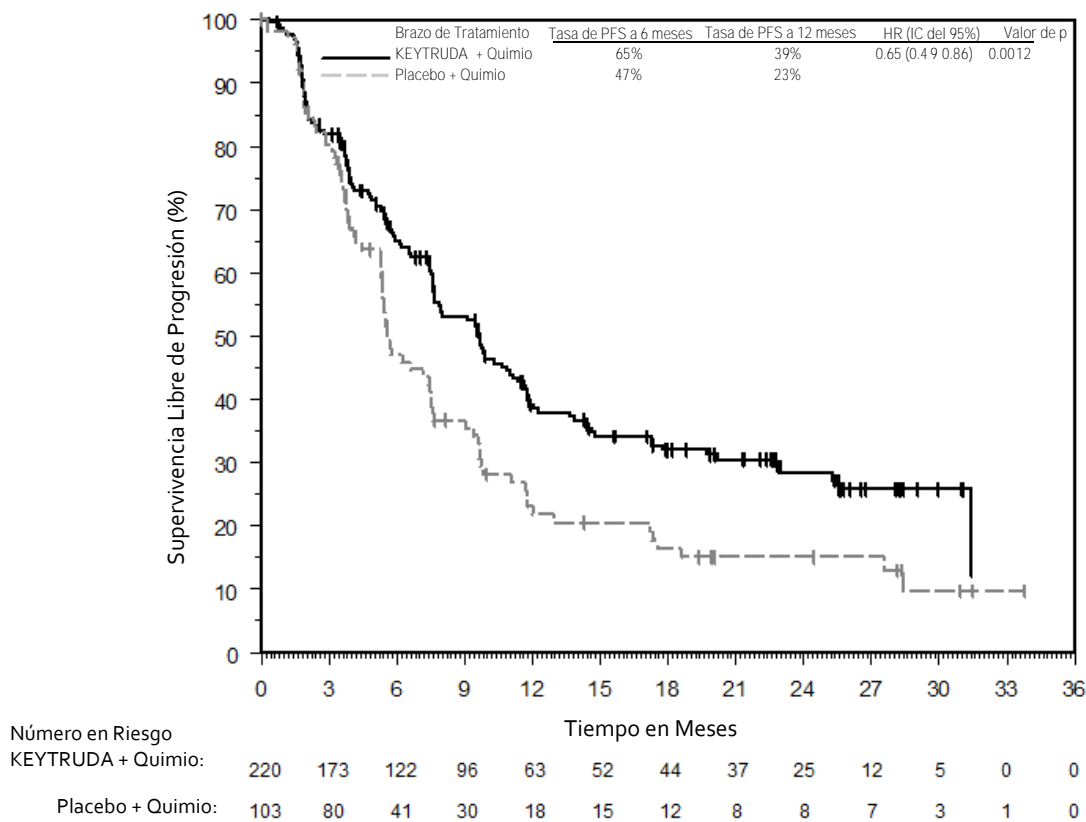 Brazo de Tratamiento Tasa de PFS a 6 meses Tasa de PFS a 12 meses HR (IC del 95%) Valor de p
KEYTRUDA + Quimio 65% 39% 0.65 (0.4 9 0.86) 0.0012
Placebo + Quimio 47% 23%
Supervivencia Libre de Progresión (%)
100
90
80
70
60
50
40
30
20
10
0
0 3 6 9 12 15 18 21 24 27 30 33 36
Tiempo en Meses
Número en Riesgo
KEYTRUDA + Quimio: 220 173 122 96 63 52 44 37 25 12 5 0 0
Placebo + Quimio: 103 80 41 30 18 15 12 8 8 7 3 1 0